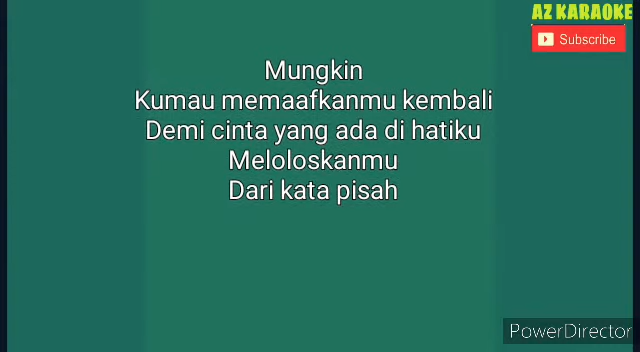 AZ KARAOKE
Subscribe
Mungkin
Kumau memaafkanmu kembali
Demi cinta yang ada di hatiku
Meloloskanmu
Dari kata pisah
PowerDirector